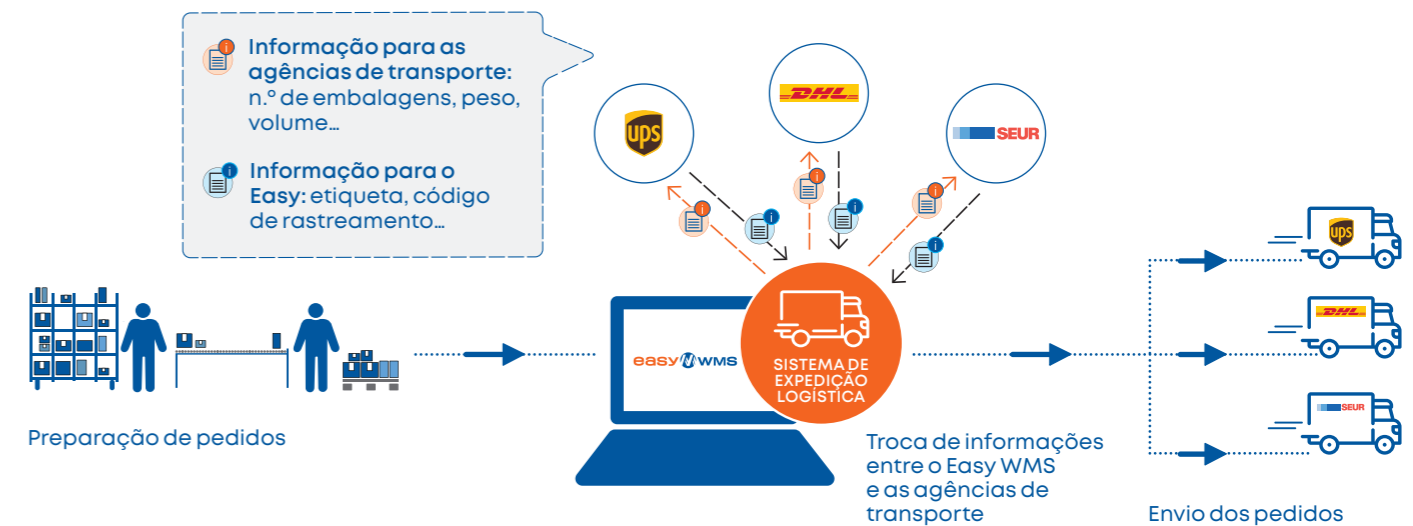 Informação para as
agências de transporte:
n.º de embalagens, peso,
volume…
Informação para o
Easy: etiqueta, código
de rastreamento…
ups
DHL
SEUR
i
i
i
i
i
i
i
i
easy WMS
SISTEMA DE
EXPEDIÇÃO
LOGÍSTICA
Preparação de pedidos
Troca de informações
entre o Easy WMS
e as agências de
transporte
ups
DHL
SEUR
Envio dos pedidos